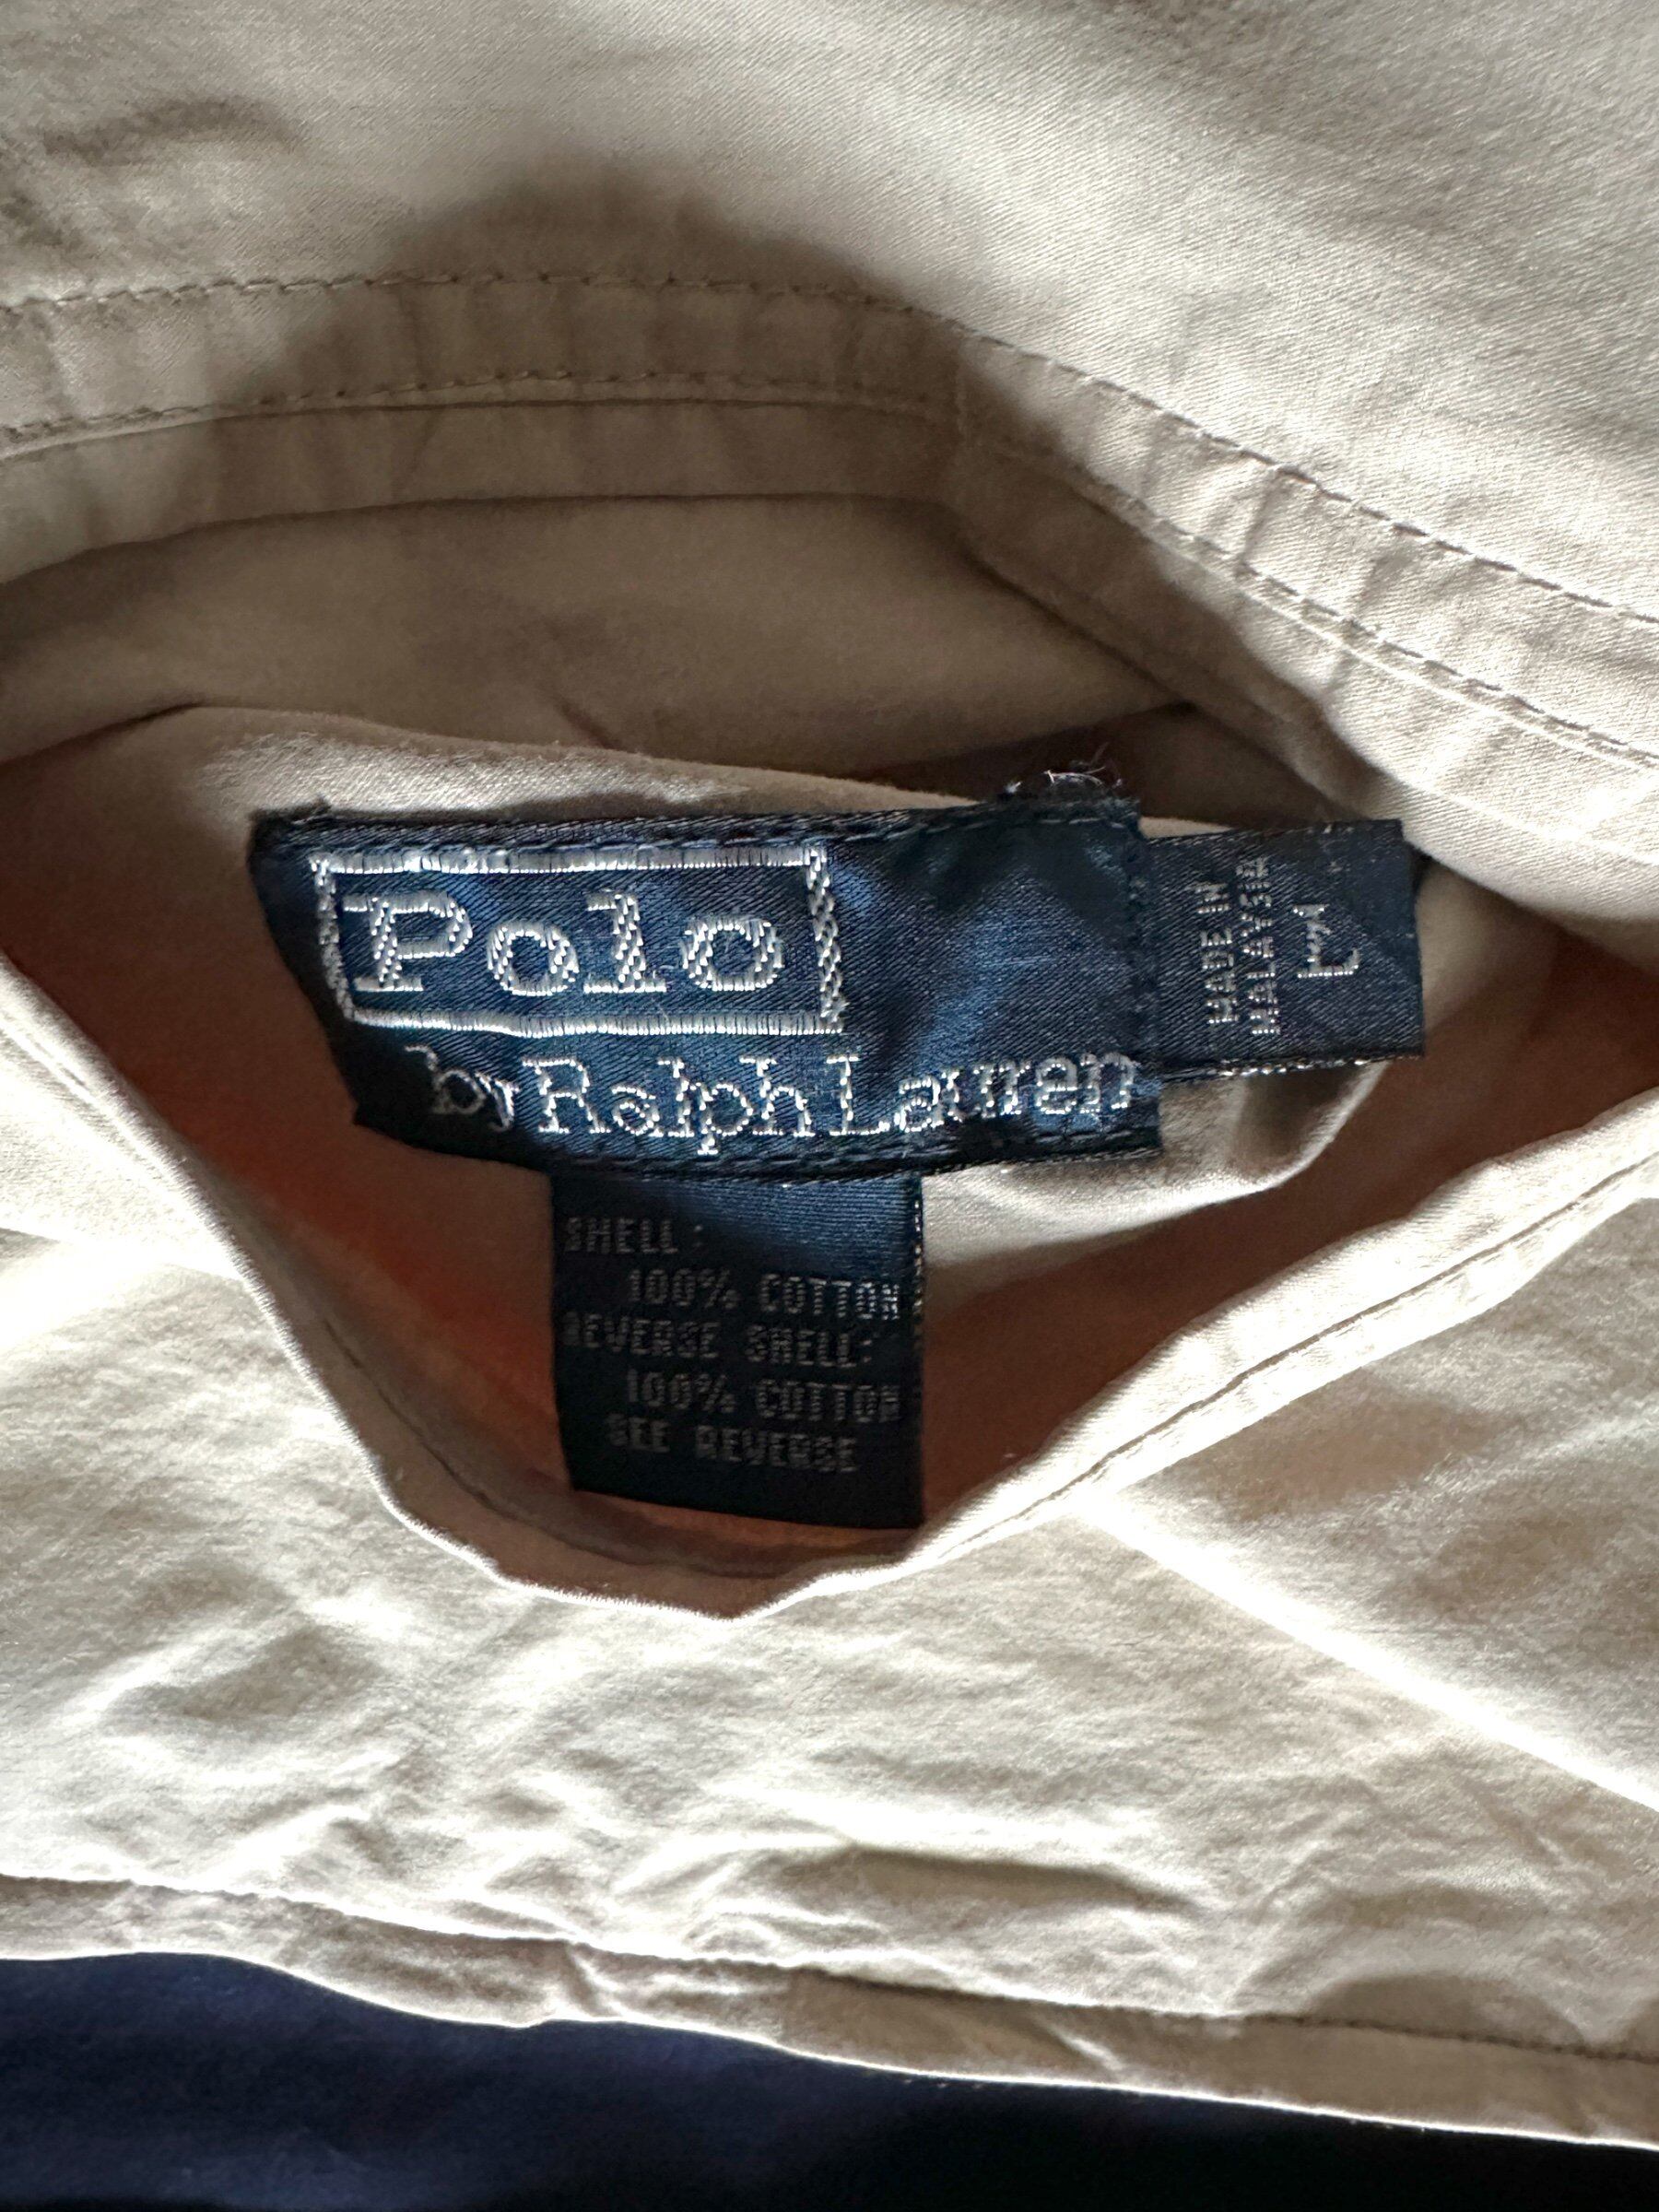 Polo
by Ralph Lauren
MADE IN
MALAYSIA
L
SHELL:
100% COTTON
REVERSE SHELL:
100% COTTON
SEE REVERSE